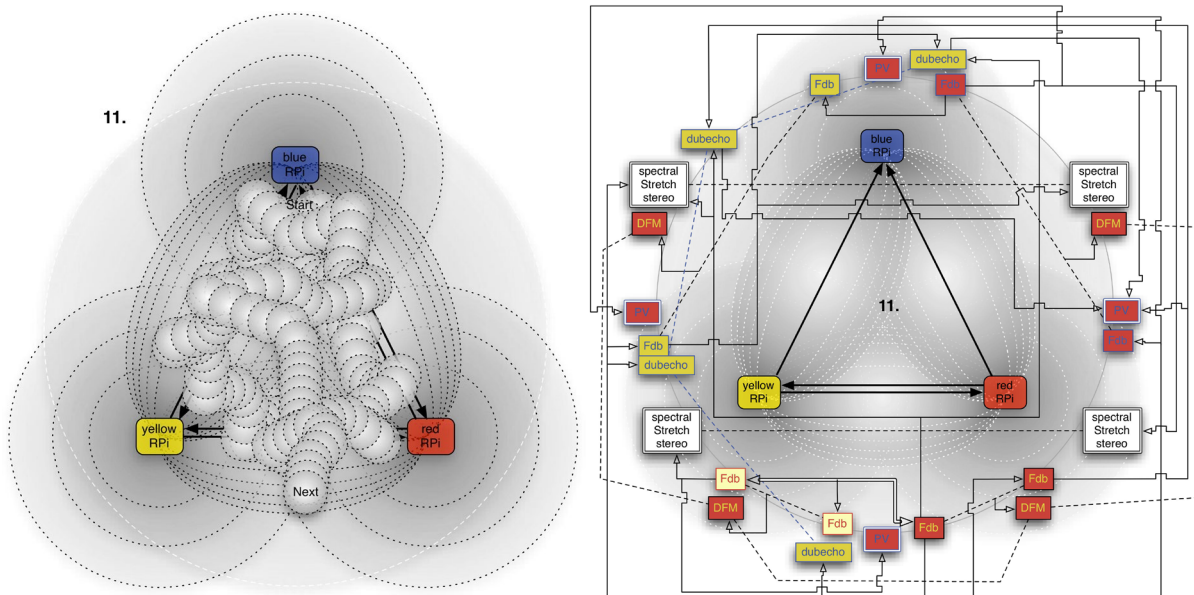 11.
blue
RPi
Start
yellow
RPi
red
RPi
Next
dubecho
PV
Fdb
Fdb
dubecho
blue
RPi
spectral
Stretch
stereo
spectral
Stretch
stereo
DFM
DFM
11.
PV
PV
Fdb
Fdb
dubecho
yellow
RPi
red
RPi
spectral
Stretch
stereo
spectral
Stretch
stereo
Fdb
Fdb
DFM
DFM
Fdb
Fdb
PV
dubecho